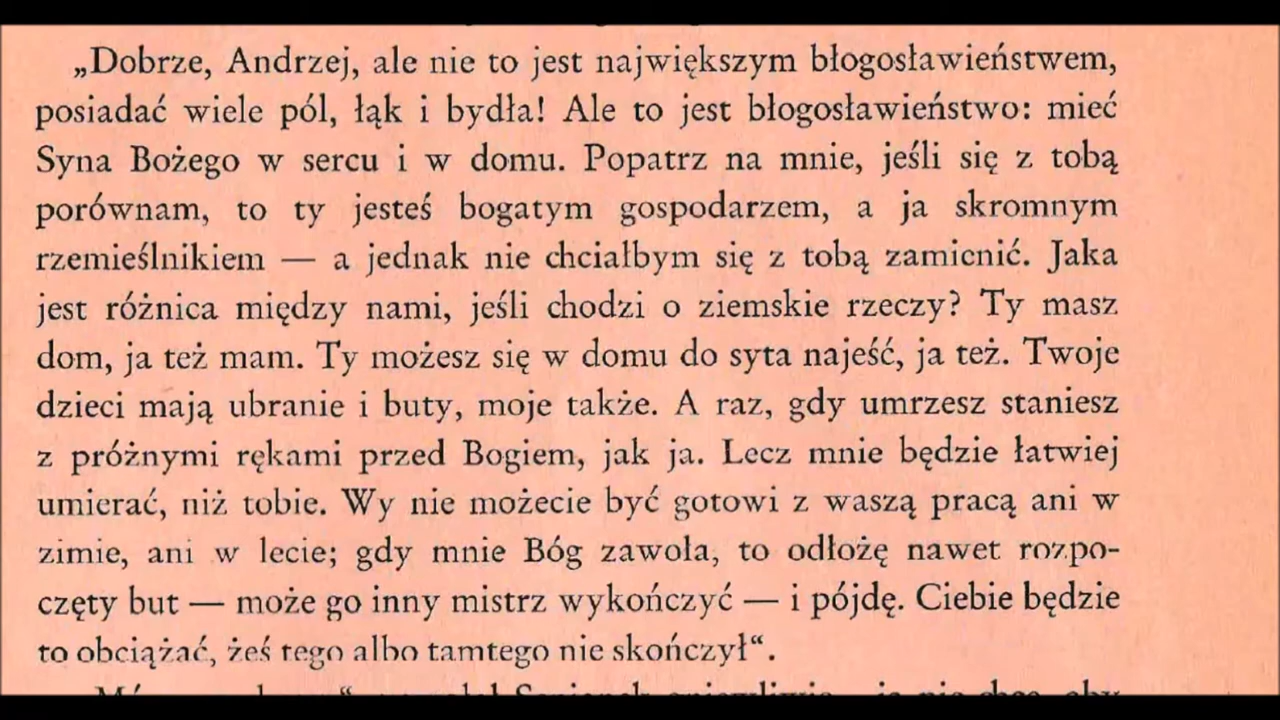 „Dobrze, Andrzej, ale nie to jest największym błogosławieństwem,
posiadać wiele pól, łąk i bydła! Ale to jest błogosławieństwo: mieć
Syna Bożego w sercu i w domu. Popatrz na mnie, jeśli się z tobą
porównam, to ty jesteś bogatym gospodarzem, a ja skromnym
rzemieślnikiem — a jednak nie chciałbym się z tobą zamienić. Jaka
jest różnica między nami, jeśli chodzi o ziemskie rzeczy? Ty masz
dom, ja też mam. Ty możesz się w domu do syta najeść, ja też. Twoje
dzieci mają ubranie i buty, moje także. A raz, gdy umrzesz staniesz
z próżnymi rękami przed Bogiem, jak ja. Lecz mnie będzie łatwiej
umierać, niż tobie. Wy nie możecie być gotowi z waszą pracą ani w
zimie, ani w lecie; gdy mnie Bóg zawoła, to odłożę nawet rozpo-
częty but — może go inny mistrz wykończyć — i pójdę. Ciebie będzie
to obciążać, żeś tego albo tamtego nie skończył“.